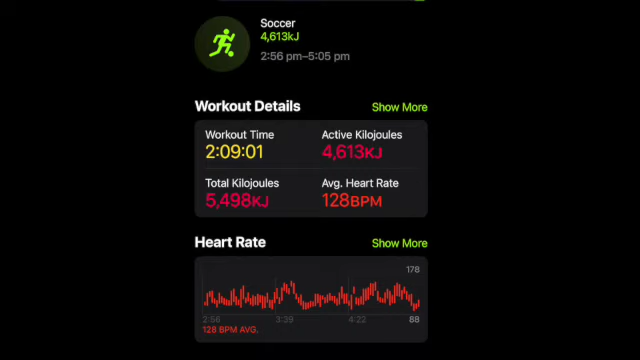 Soccer
4,613KJ
2:56 pm–5:05 pm
Workout Details Show More
Workout Time Active Kilojoules
2:09:01 4,613KJ
Total Kilojoules Avg. Heart Rate
5,498KJ 128BPM
Heart Rate Show More
178
2:56 3:39 4:22 88
128 BPM AVG.